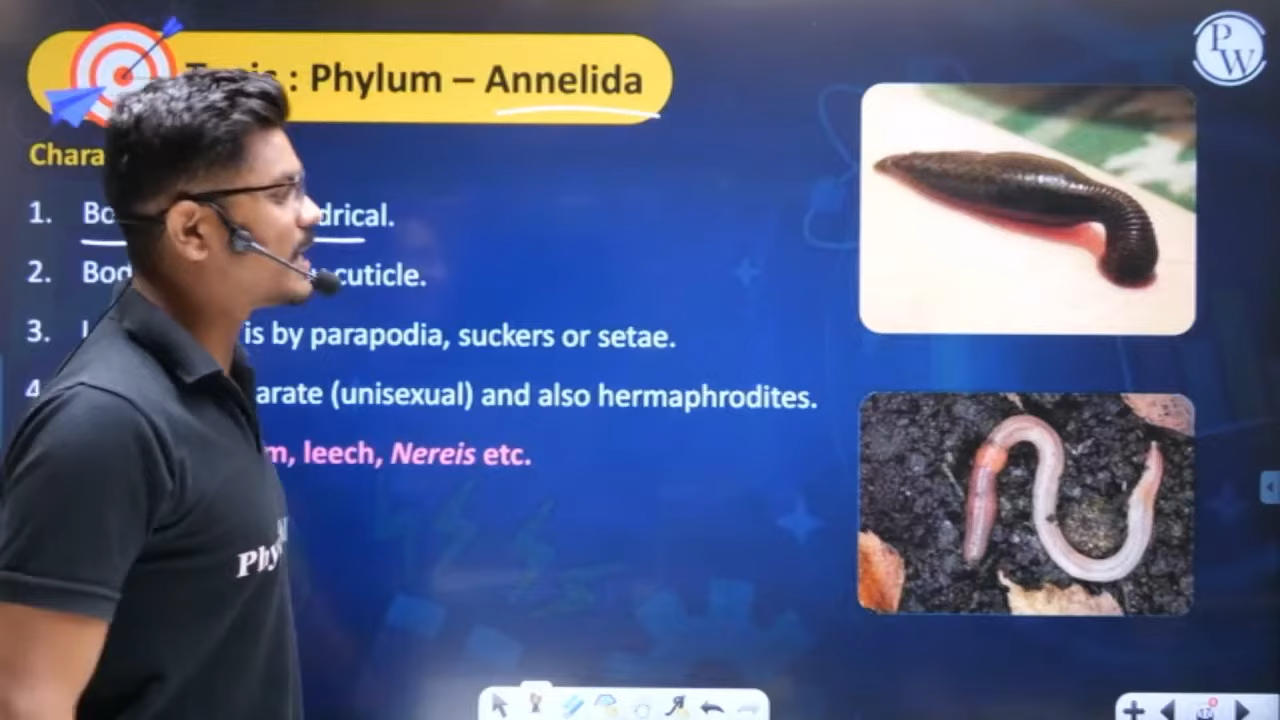 : Phylum – Annelida
PW
Chara
1. Bo drical.
2. Bod cuticle.
3. is by parapodia, suckers or setae.
4 arate (unisexual) and also hermaphrodites.
m, leech, Nereis etc.
Phy